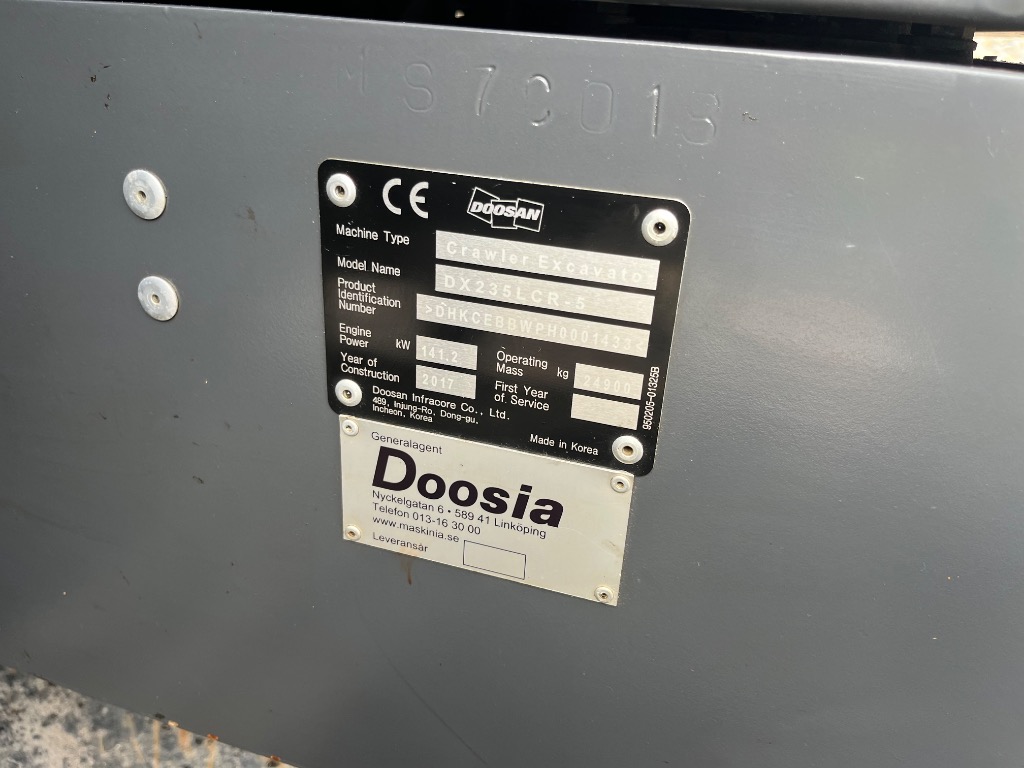 CE DOOSAN
Machine Type Crawler Excavator
Model Name DX235LCR-5
Product
Identification
Number >DHKCEBBWPH0001433<
Engine
Power kW 141.2
Operating
Mass kg 24900
Year of
Construction 2017
First Year
of Service
Doosan Infracore Co., Ltd.
489, Injung-Ro, Dong-gu,
Incheon, Korea
Made in Korea
950205-01325B
Generalagent
Doosia
Nyckelgatan 6 • 589 41 Linköping
Telefon 013-16 30 00
www.maskinia.se
Leveransår